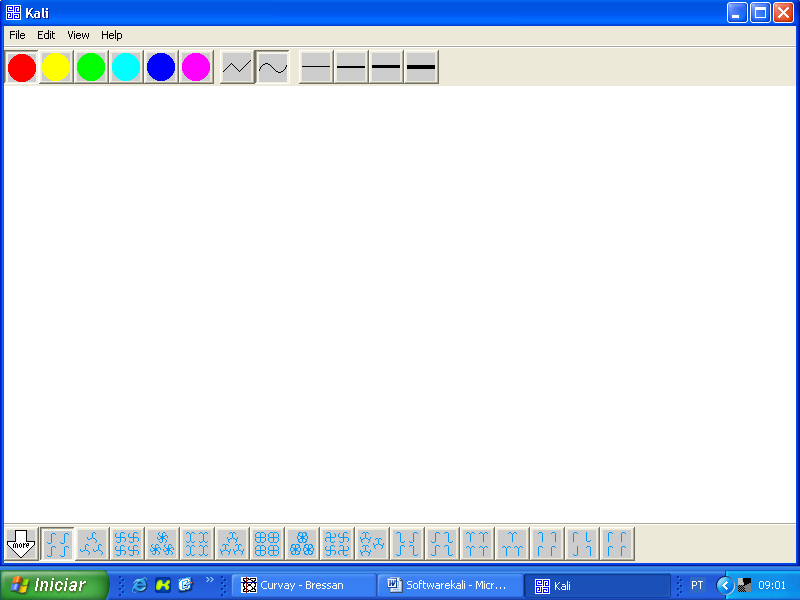 Kali
File Edit View Help
more
Iniciar
Curvay - Bressan
Softwarekali - Micr...
Kali
PT
09:01